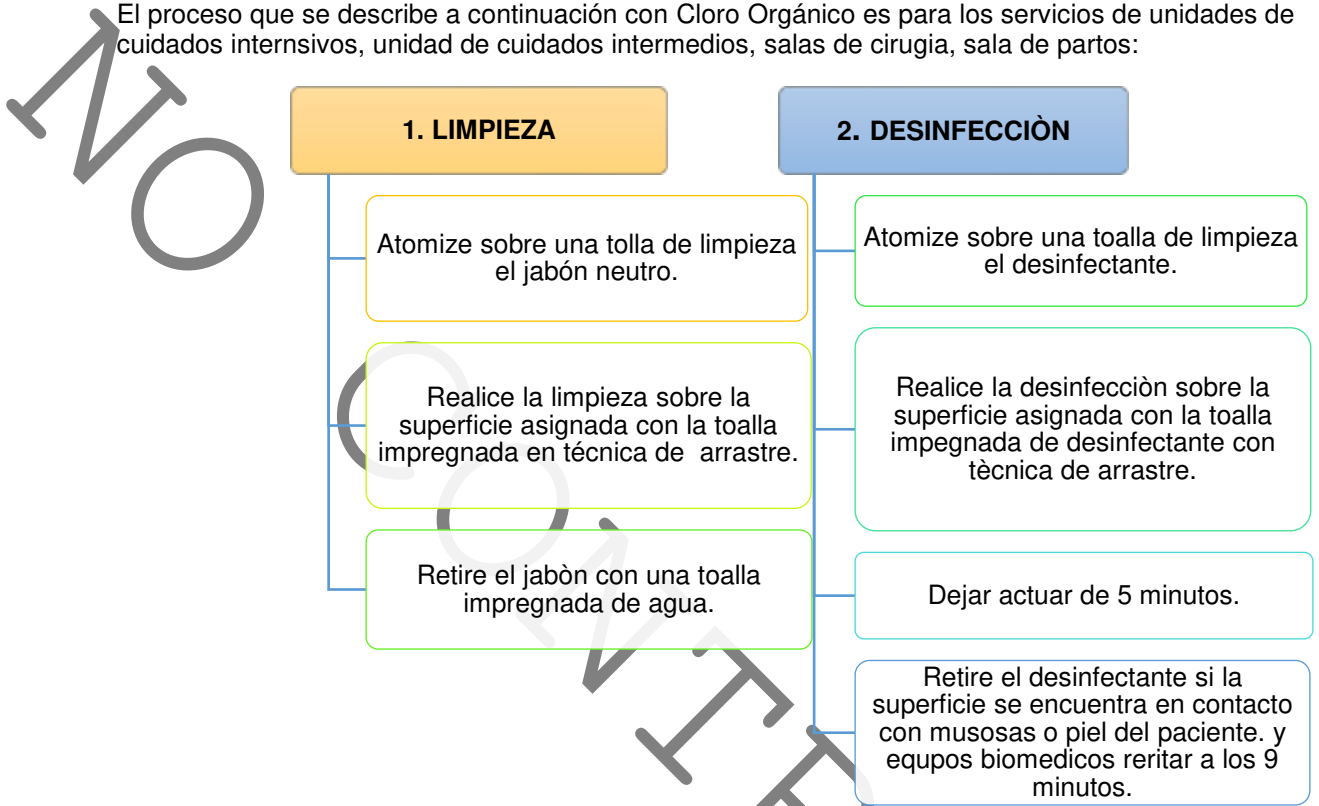 El proceso que se describe a continuación con Cloro Orgánico es para los servicios de unidades de
cuidados internsivos, unidad de cuidados intermedios, salas de cirugia, sala de partos:
1. LIMPIEZA
Atomize sobre una tolla de limpieza
el jabón neutro.
Realice la limpieza sobre la
superficie asignada con la toalla
impregnada en técnica de arrastre.
Retire el jabòn con una toalla
impregnada de agua.
2. DESINFECCIÒN
Atomize sobre una toalla de limpieza
el desinfectante.
Realice la desinfecciòn sobre la
superficie asignada con la toalla
impegnada de desinfectante con
tècnica de arrastre.
Dejar actuar de 5 minutos.
Retire el desinfectante si la
superficie se encuentra en contacto
con musosas o piel del paciente. y
equpos biomedicos reritar a los 9
minutos.
NO CONT